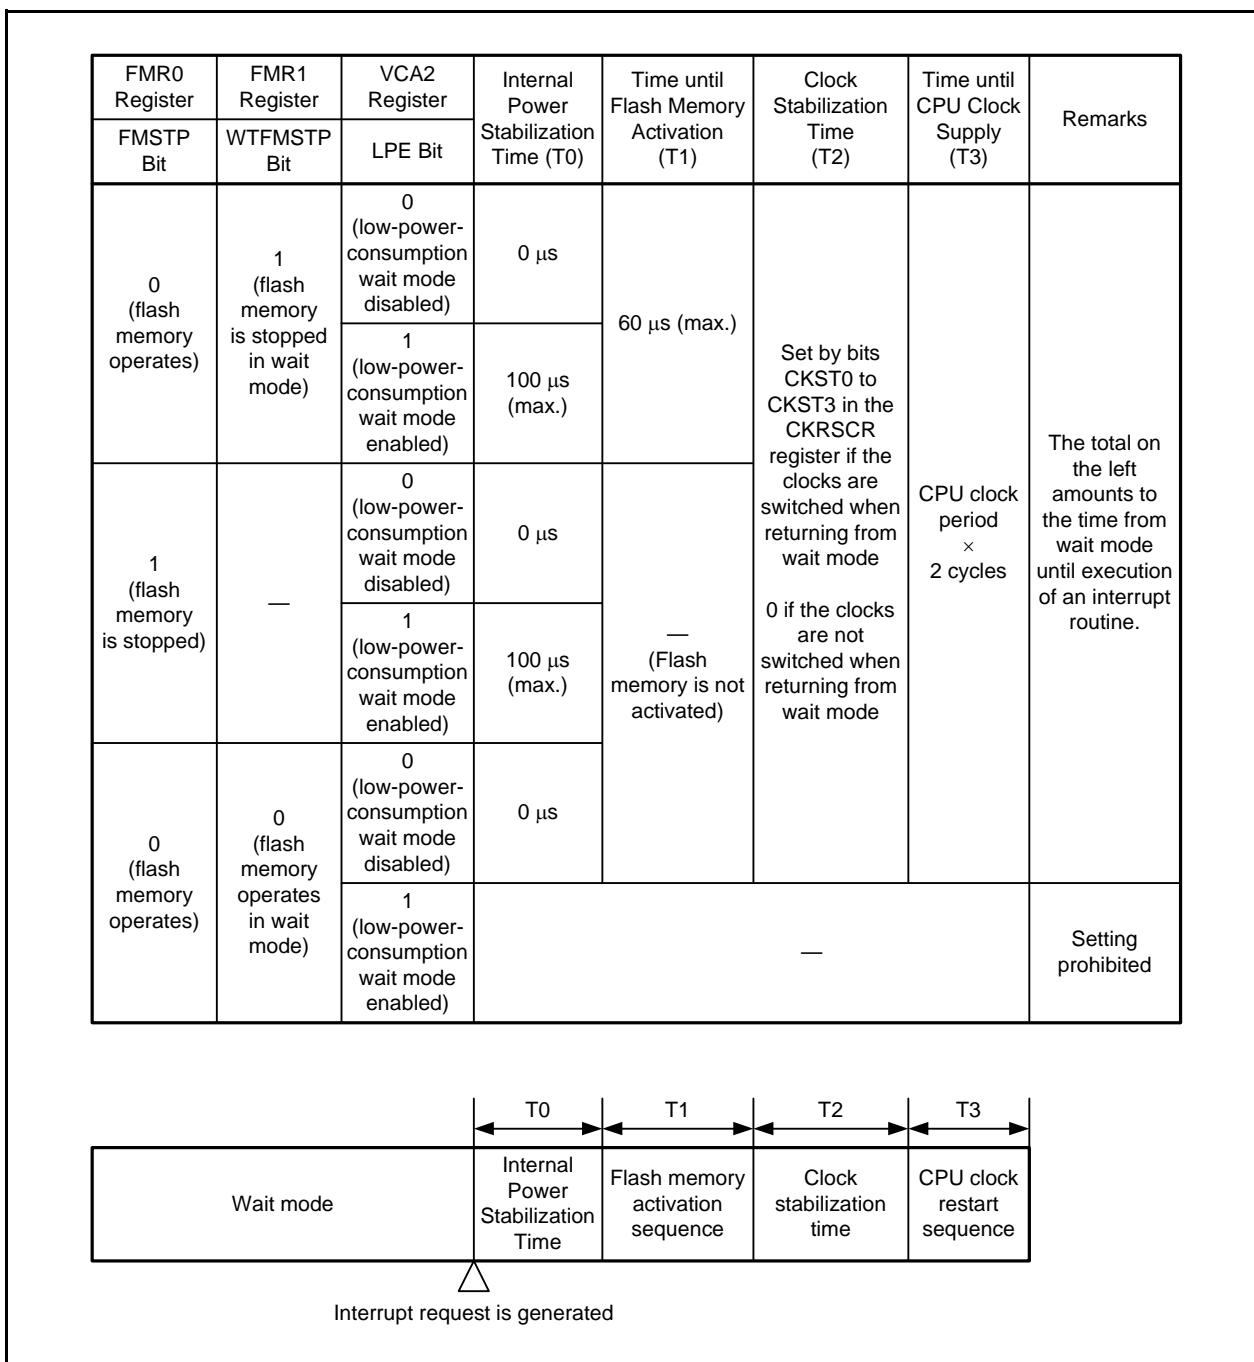 FMR0
Register
FMR1
Register
VCA2
Register
Internal
Power
Stabilization
Time (T0)
Time until
Flash Memory
Activation
(T1)
Clock
Stabilization
Time
(T2)
Time until
CPU Clock
Supply
(T3)
Remarks
FMSTP
Bit
WTFMSTP
Bit
LPE Bit
0
(flash
memory
operates)
1
(flash
memory
is stopped
in wait
mode)
0
(low-power-
consumption
wait mode
disabled)
0 μs
60 μs (max.)
Set by bits
CKST0 to
CKST3 in the
CKRSCR
register if the
clocks are
switched when
returning from
wait mode
0 if the clocks
are not
switched when
returning from
wait mode
CPU clock
period
×
2 cycles
The total on
the left
amounts to
the time from
wait mode
until execution
of an interrupt
routine.
1
(low-power-
consumption
wait mode
enabled)
100 μs
(max.)
1
(flash
memory
is stopped)
—
0
(low-power-
consumption
wait mode
disabled)
0 μs
—
(Flash
memory is not
activated)
1
(low-power-
consumption
wait mode
enabled)
100 μs
(max.)
0
(flash
memory
operates)
0
(flash
memory
operates
in wait
mode)
0
(low-power-
consumption
wait mode
disabled)
0 μs
1
(low-power-
consumption
wait mode
enabled)
—
Setting
prohibited
T0
T1
T2
T3
Wait mode
Internal
Power
Stabilization
Time
Flash memory
activation
sequence
Clock
stabilization
time
CPU clock
restart
sequence
Interrupt request is generated